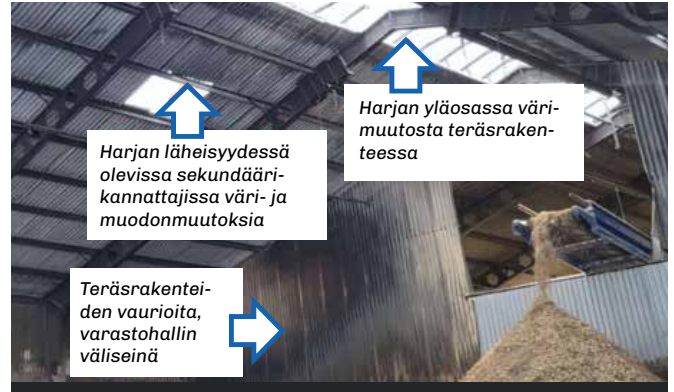 Harjan yläosassa väri-
muutosta teräsraken-
teessa
Harjan läheisyydessä
olevissa sekundääri-
kannattajissa väri- ja
muodonmuutoksia
Teräsrakentei-
den vaurioita,
varastohallin
väliseinä